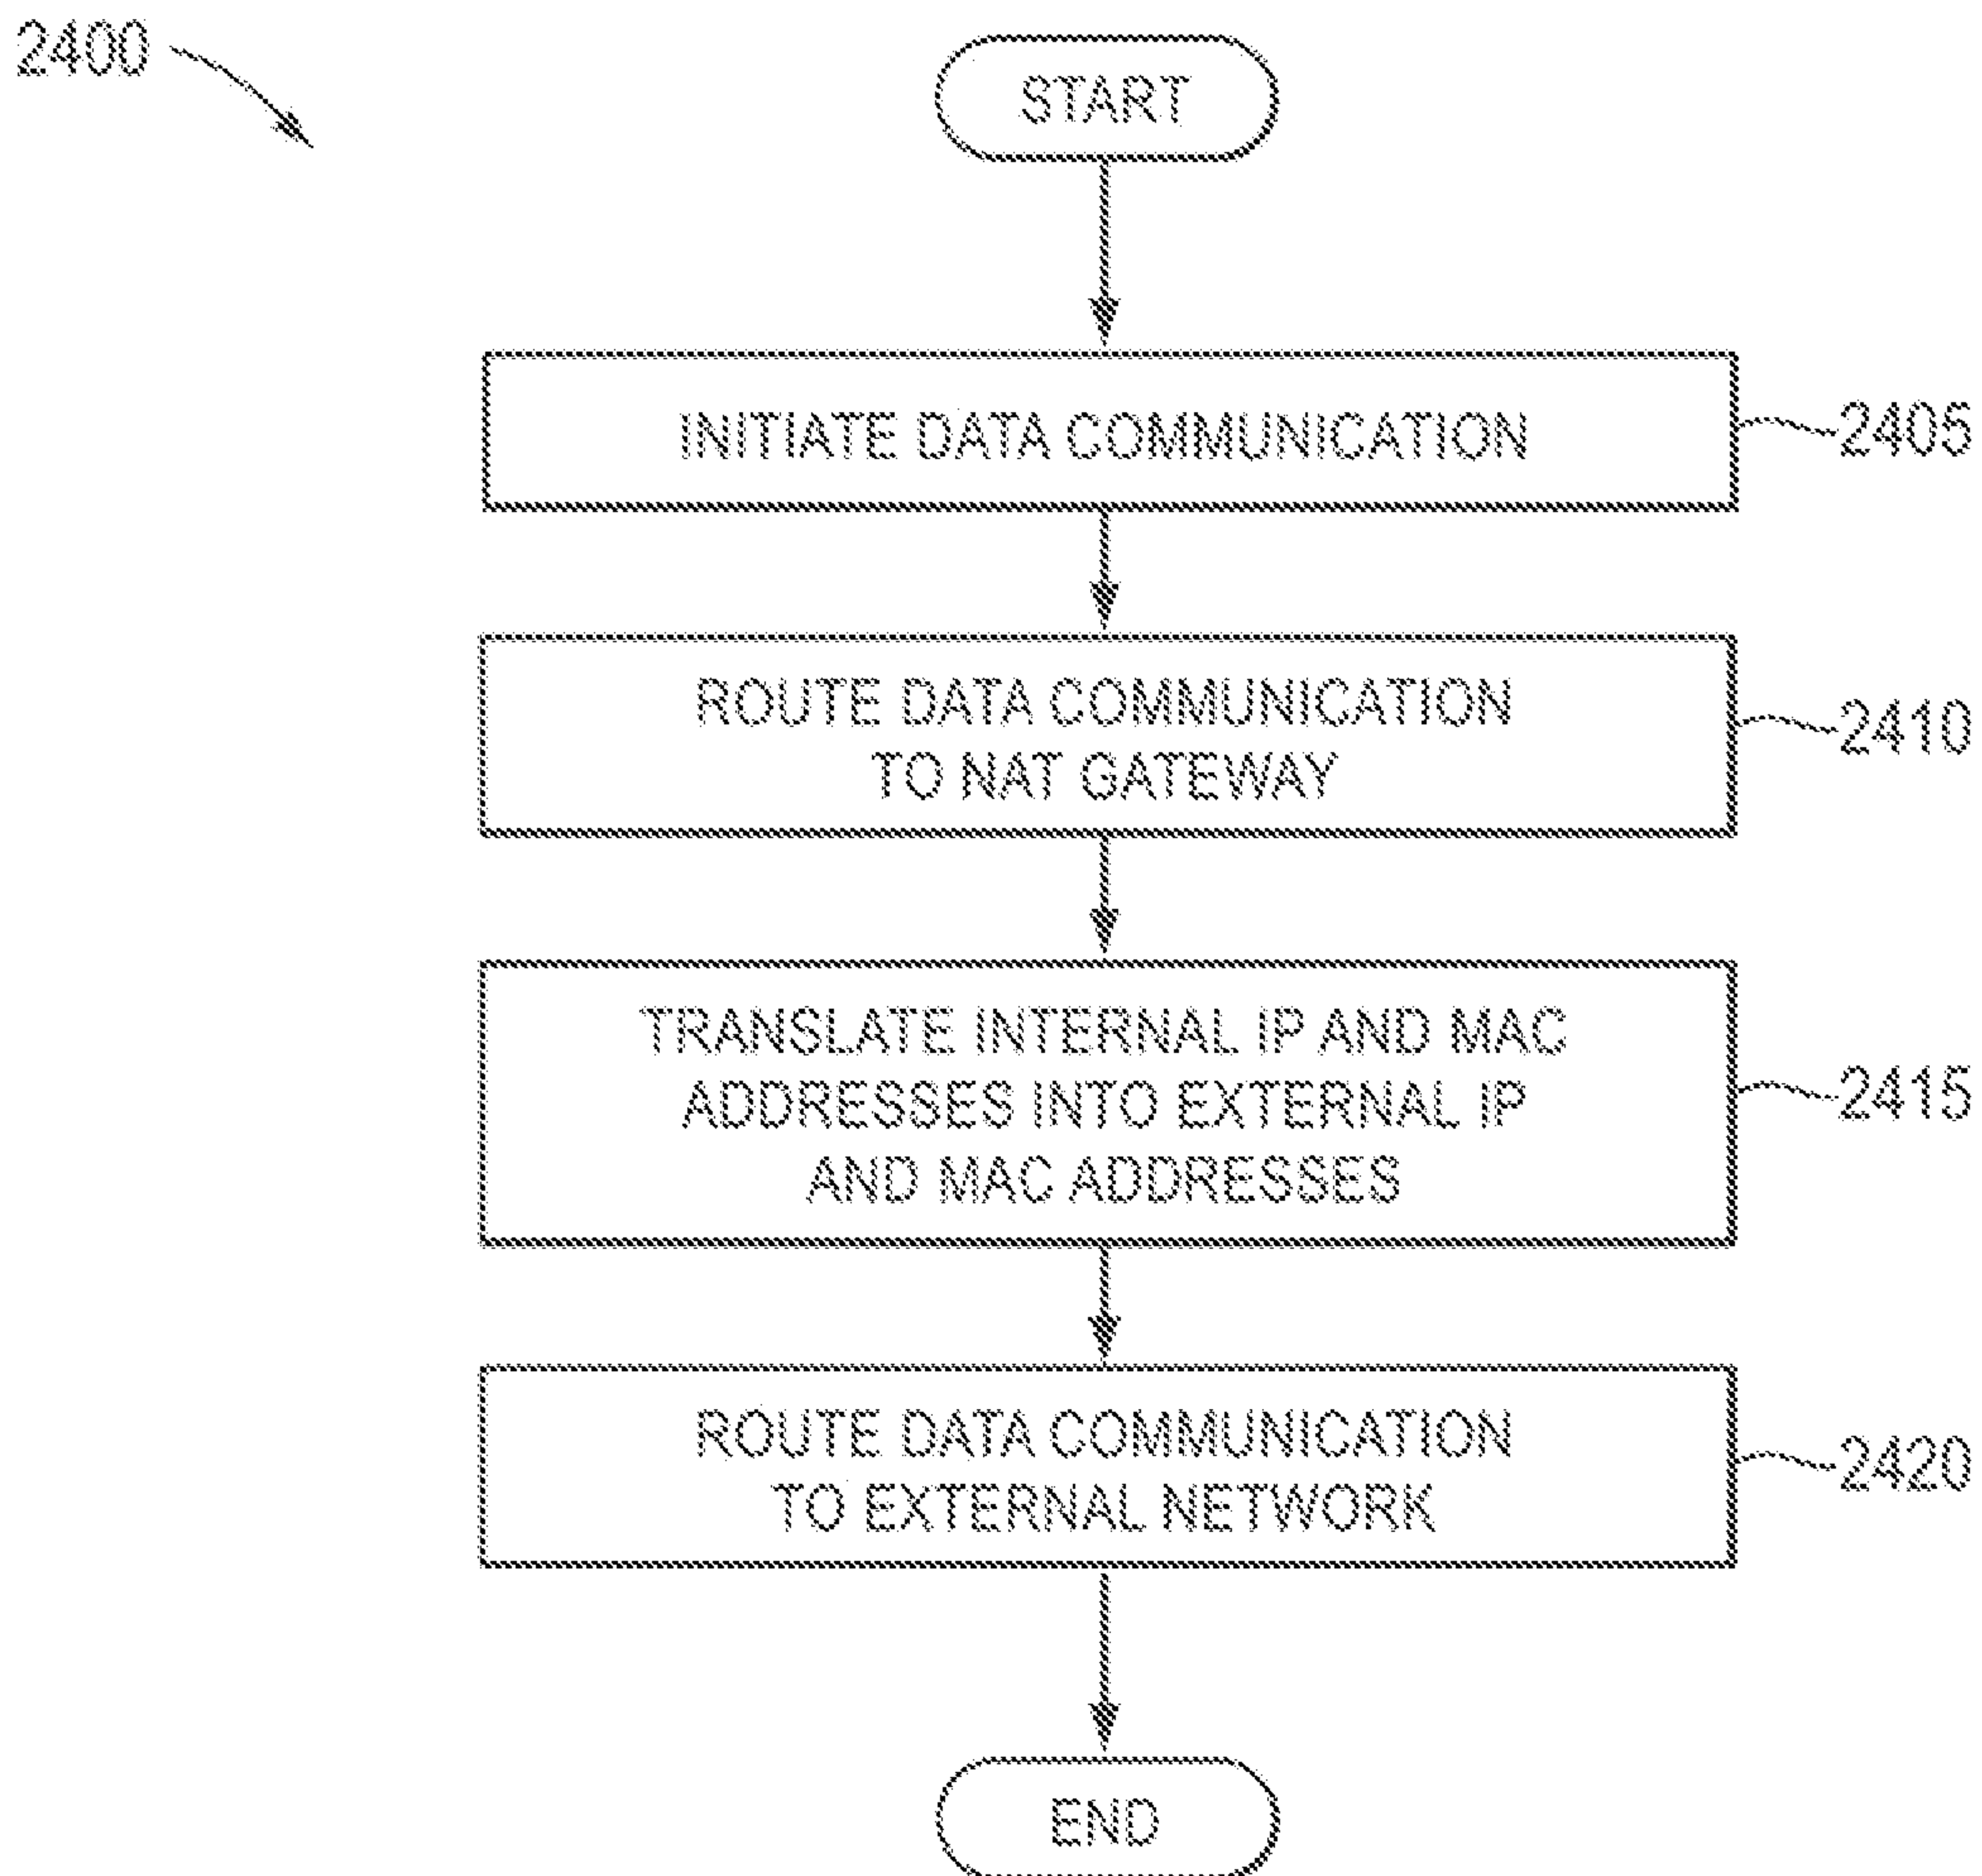 2400
START
INITIATE DATA COMMUNICATION
2405
ROUTE DATA COMMUNICATION
TO NAT GATEWAY
2410
TRANSLATE INTERNAL IP AND MAC
ADDRESSES INTO EXTERNAL IP
AND MAC ADDRESSES
2415
ROUTE DATA COMMUNICATION
TO EXTERNAL NETWORK
2420
END